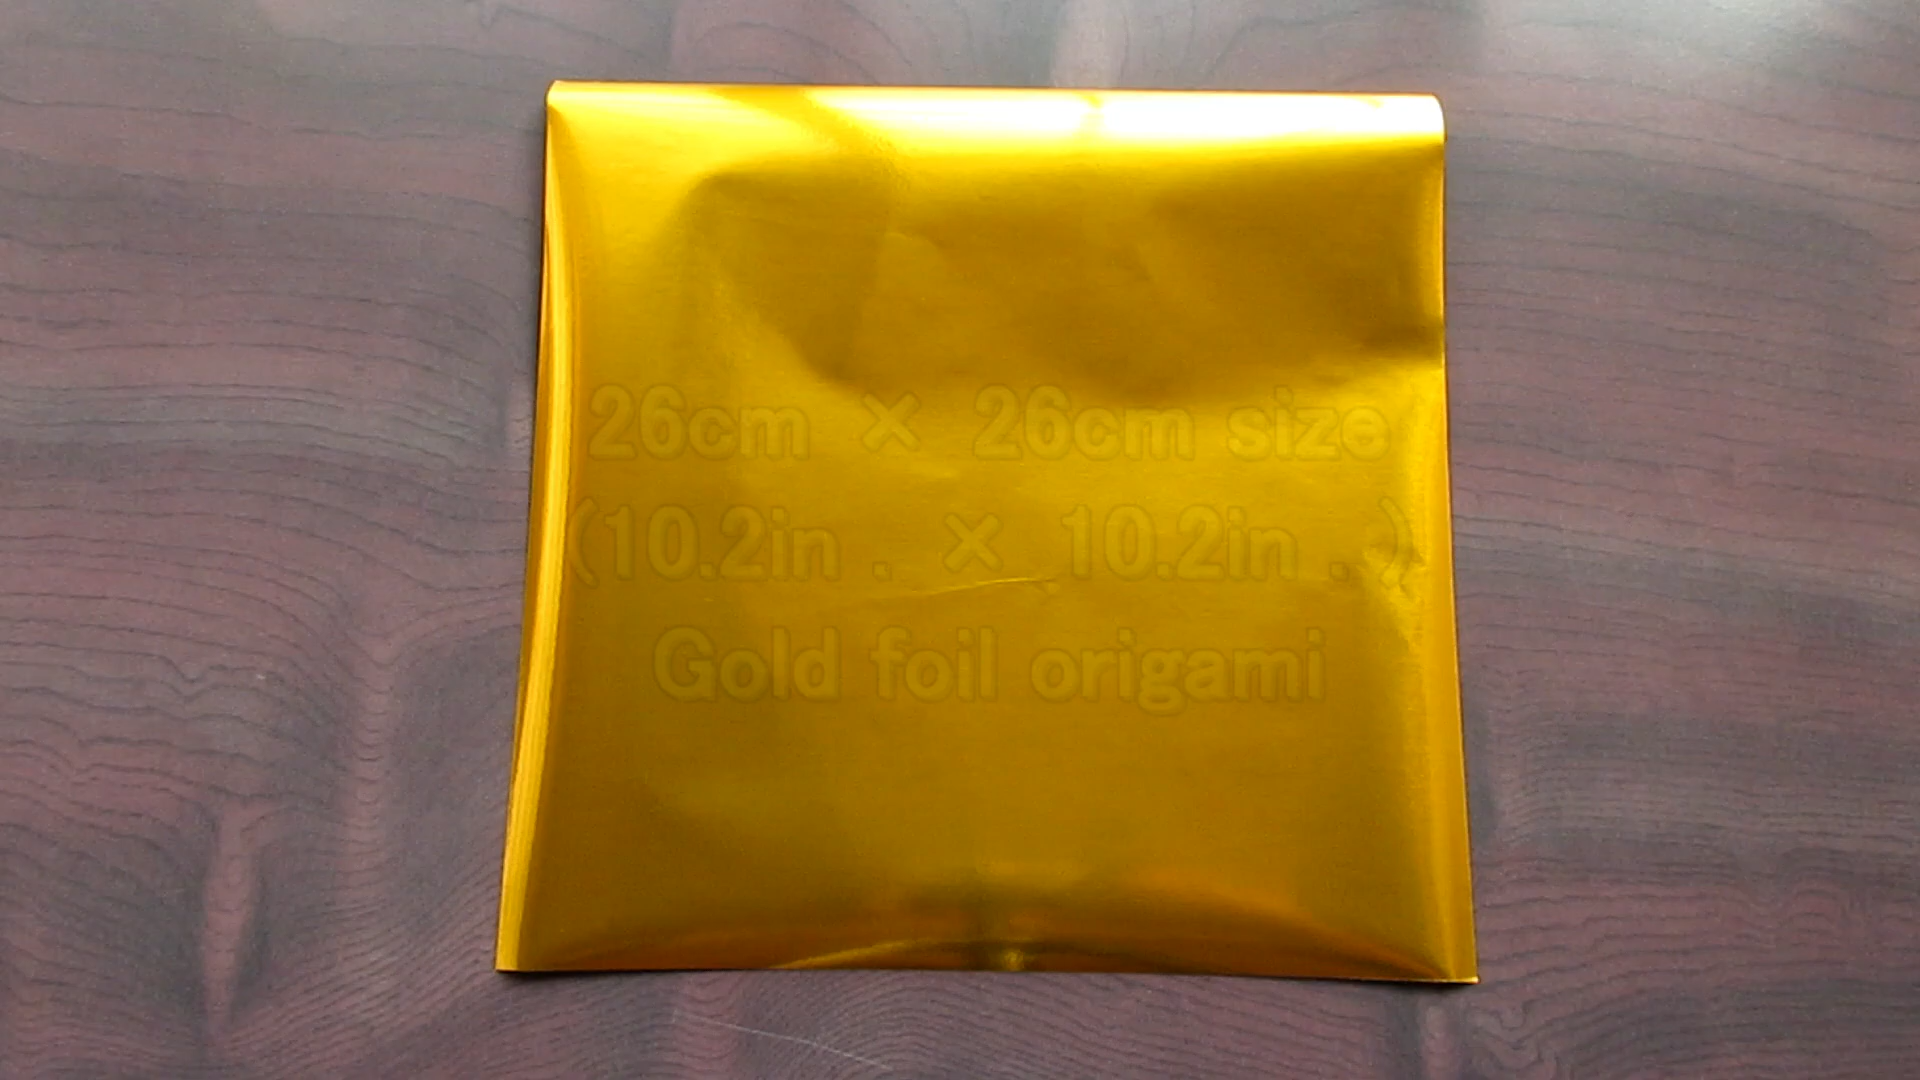 26cm × 26cm size
(10.2in . × 10.2in . )
Gold foil origami